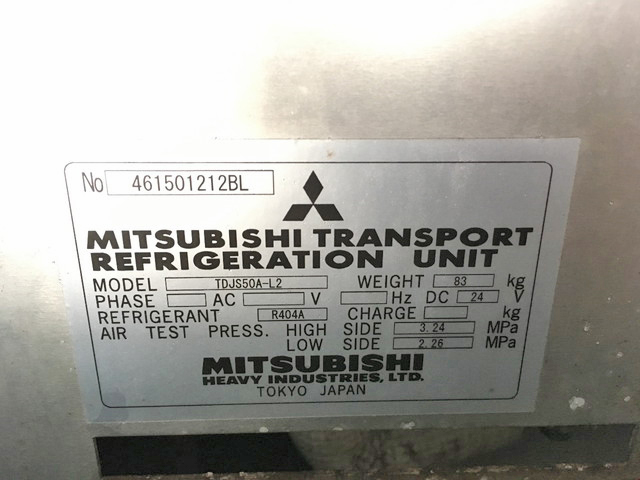 No 461501212BL
MITSUBISHI TRANSPORT
REFRIGERATION UNIT
MODEL TDJS50A-L2 WEIGHT 83 kg
PHASE AC V Hz DC 24 V
REFRIGERANT R404A CHARGE kg
AIR TEST PRESS. HIGH SIDE 3.24 MPa
LOW SIDE 2.26 MPa
MITSUBISHI
HEAVY INDUSTRIES, LTD.
TOKYO JAPAN